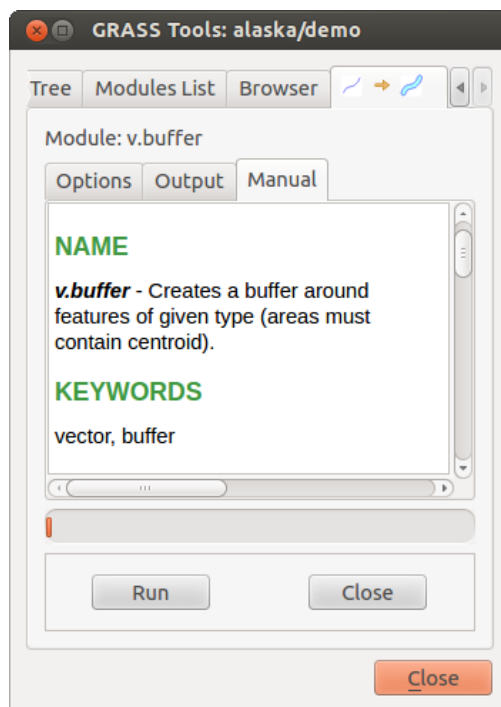 GRASS Tools: alaska/demo
Tree Modules List Browser
Module: v.buffer
Options Output Manual
NAME
v.buffer - Creates a buffer around
features of given type (areas must
contain centroid).
KEYWORDS
vector, buffer
Run Close
Close